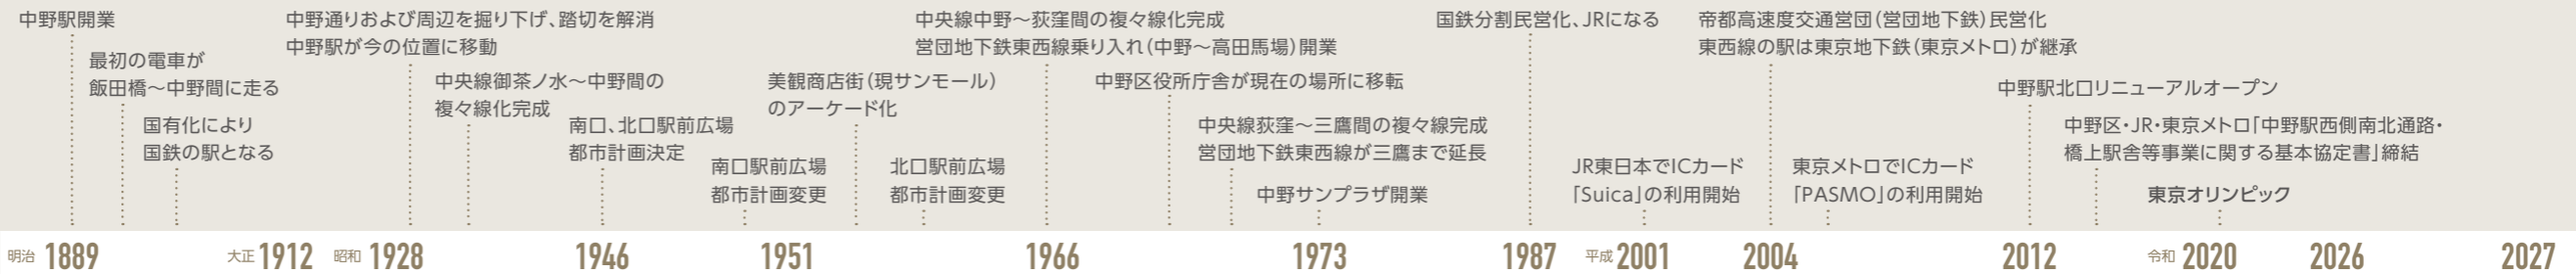 中野駅開業
最初の電車が
飯田橋〜中野間に走る
国有化により
国鉄の駅となる
中野通りおよび周辺を掘り下げ、踏切を解消
中野駅が今の位置に移動
中央線御茶ノ水〜中野間の
複々線化完成
南口、北口駅前広場
都市計画決定
南口駅前広場
都市計画変更
美観商店街（現サンモール）
のアーケード化
北口駅前広場
都市計画変更
中央線中野〜荻窪間の複々線化完成
営団地下鉄東西線乗り入れ（中野〜高田馬場）開業
中野区役所庁舎が現在の場所に移転
中央線荻窪〜三鷹間の複々線完成
営団地下鉄東西線が三鷹まで延長
中野サンプラザ開業
国鉄分割民営化、JRになる
JR東日本でICカード
「Suica」の利用開始
帝都高速度交通営団（営団地下鉄）民営化
東西線の駅は東京地下鉄（東京メトロ）が継承
東京メトロでICカード
「PASMO」の利用開始
中野駅北口リニューアルオープン
中野区・JR・東京メトロ「中野駅西側南北通路・
橋上駅舎等事業に関する基本協定書」締結
東京オリンピック
明治 1889 大正 1912 昭和 1928 1946 1951 1966 1973 1987 平成 2001 2004 2012 令和 2020 2026 2027